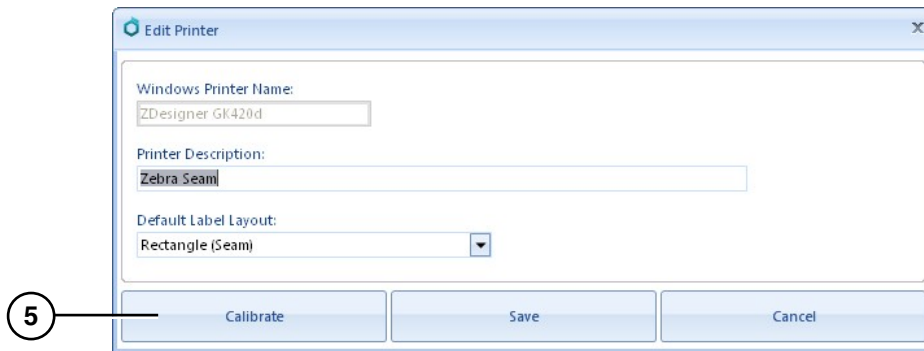 Edit Printer
Windows Printer Name:
ZDesigner GK420d
Printer Description:
Zebra Seam
Default Label Layout:
Rectangle (Seam)
5
Calibrate Save Cancel